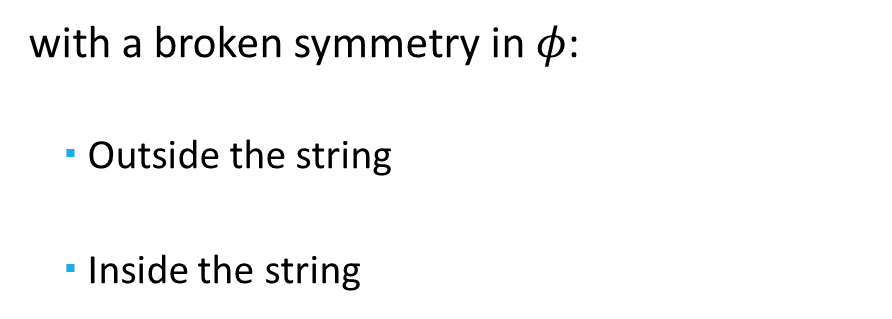 with a broken symmetry in ϕ:
▪ Outside the string
▪ Inside the string